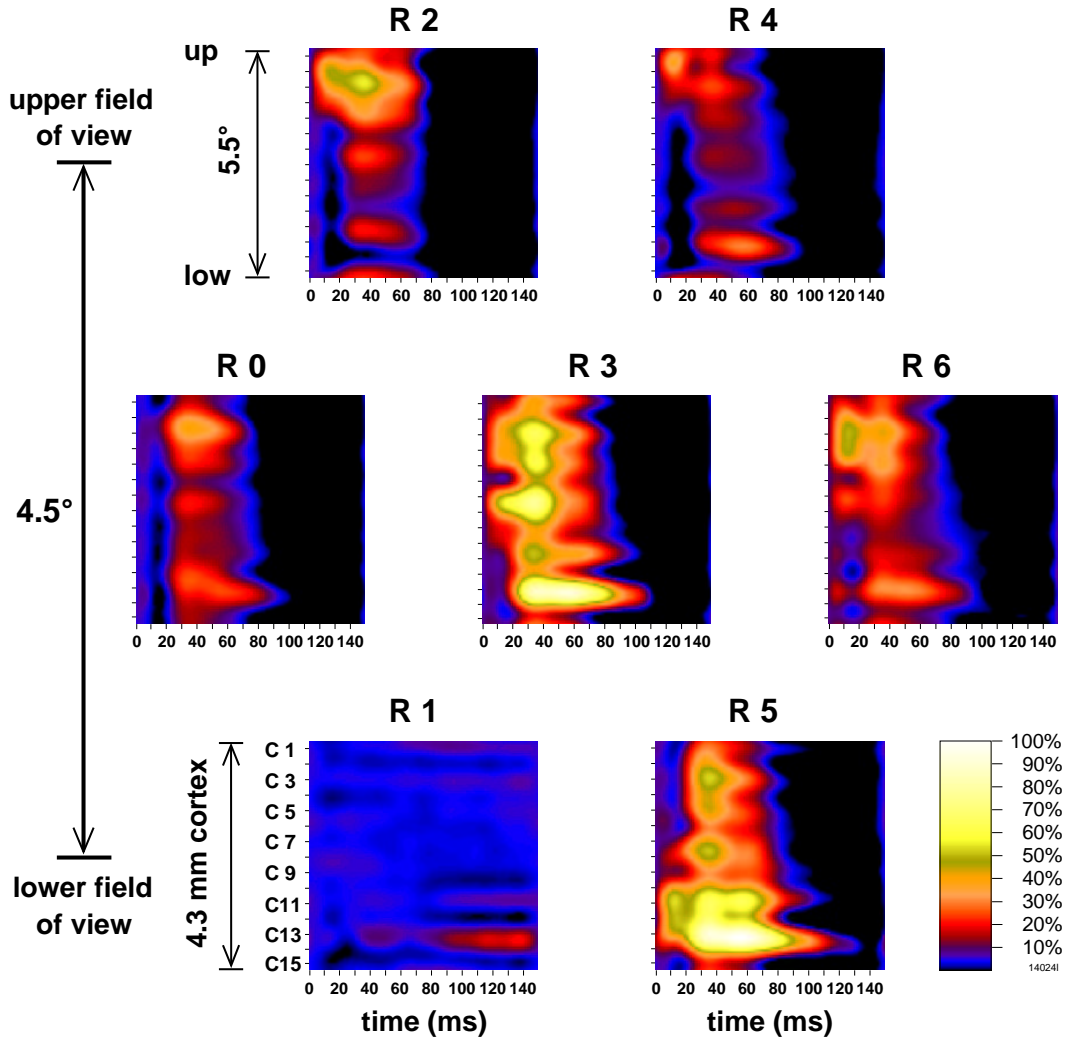 R 2
R 4
up
upper field
of view
5.5°
low
0 20 40 60 80 100 120 140
0 20 40 60 80 100 120 140
R 0
R 3
R 6
4.5°
0 20 40 60 80 100 120 140
0 20 40 60 80 100 120 140
0 20 40 60 80 100 120 140
R 1
R 5
4.3 mm cortex
C 1
C 3
C 5
C 7
C 9
C11
C13
C15
lower field
of view
100%
90%
80%
70%
60%
50%
40%
30%
20%
10%
14024I
0 20 40 60 80 100 120 140
0 20 40 60 80 100 120 140
time (ms)
time (ms)